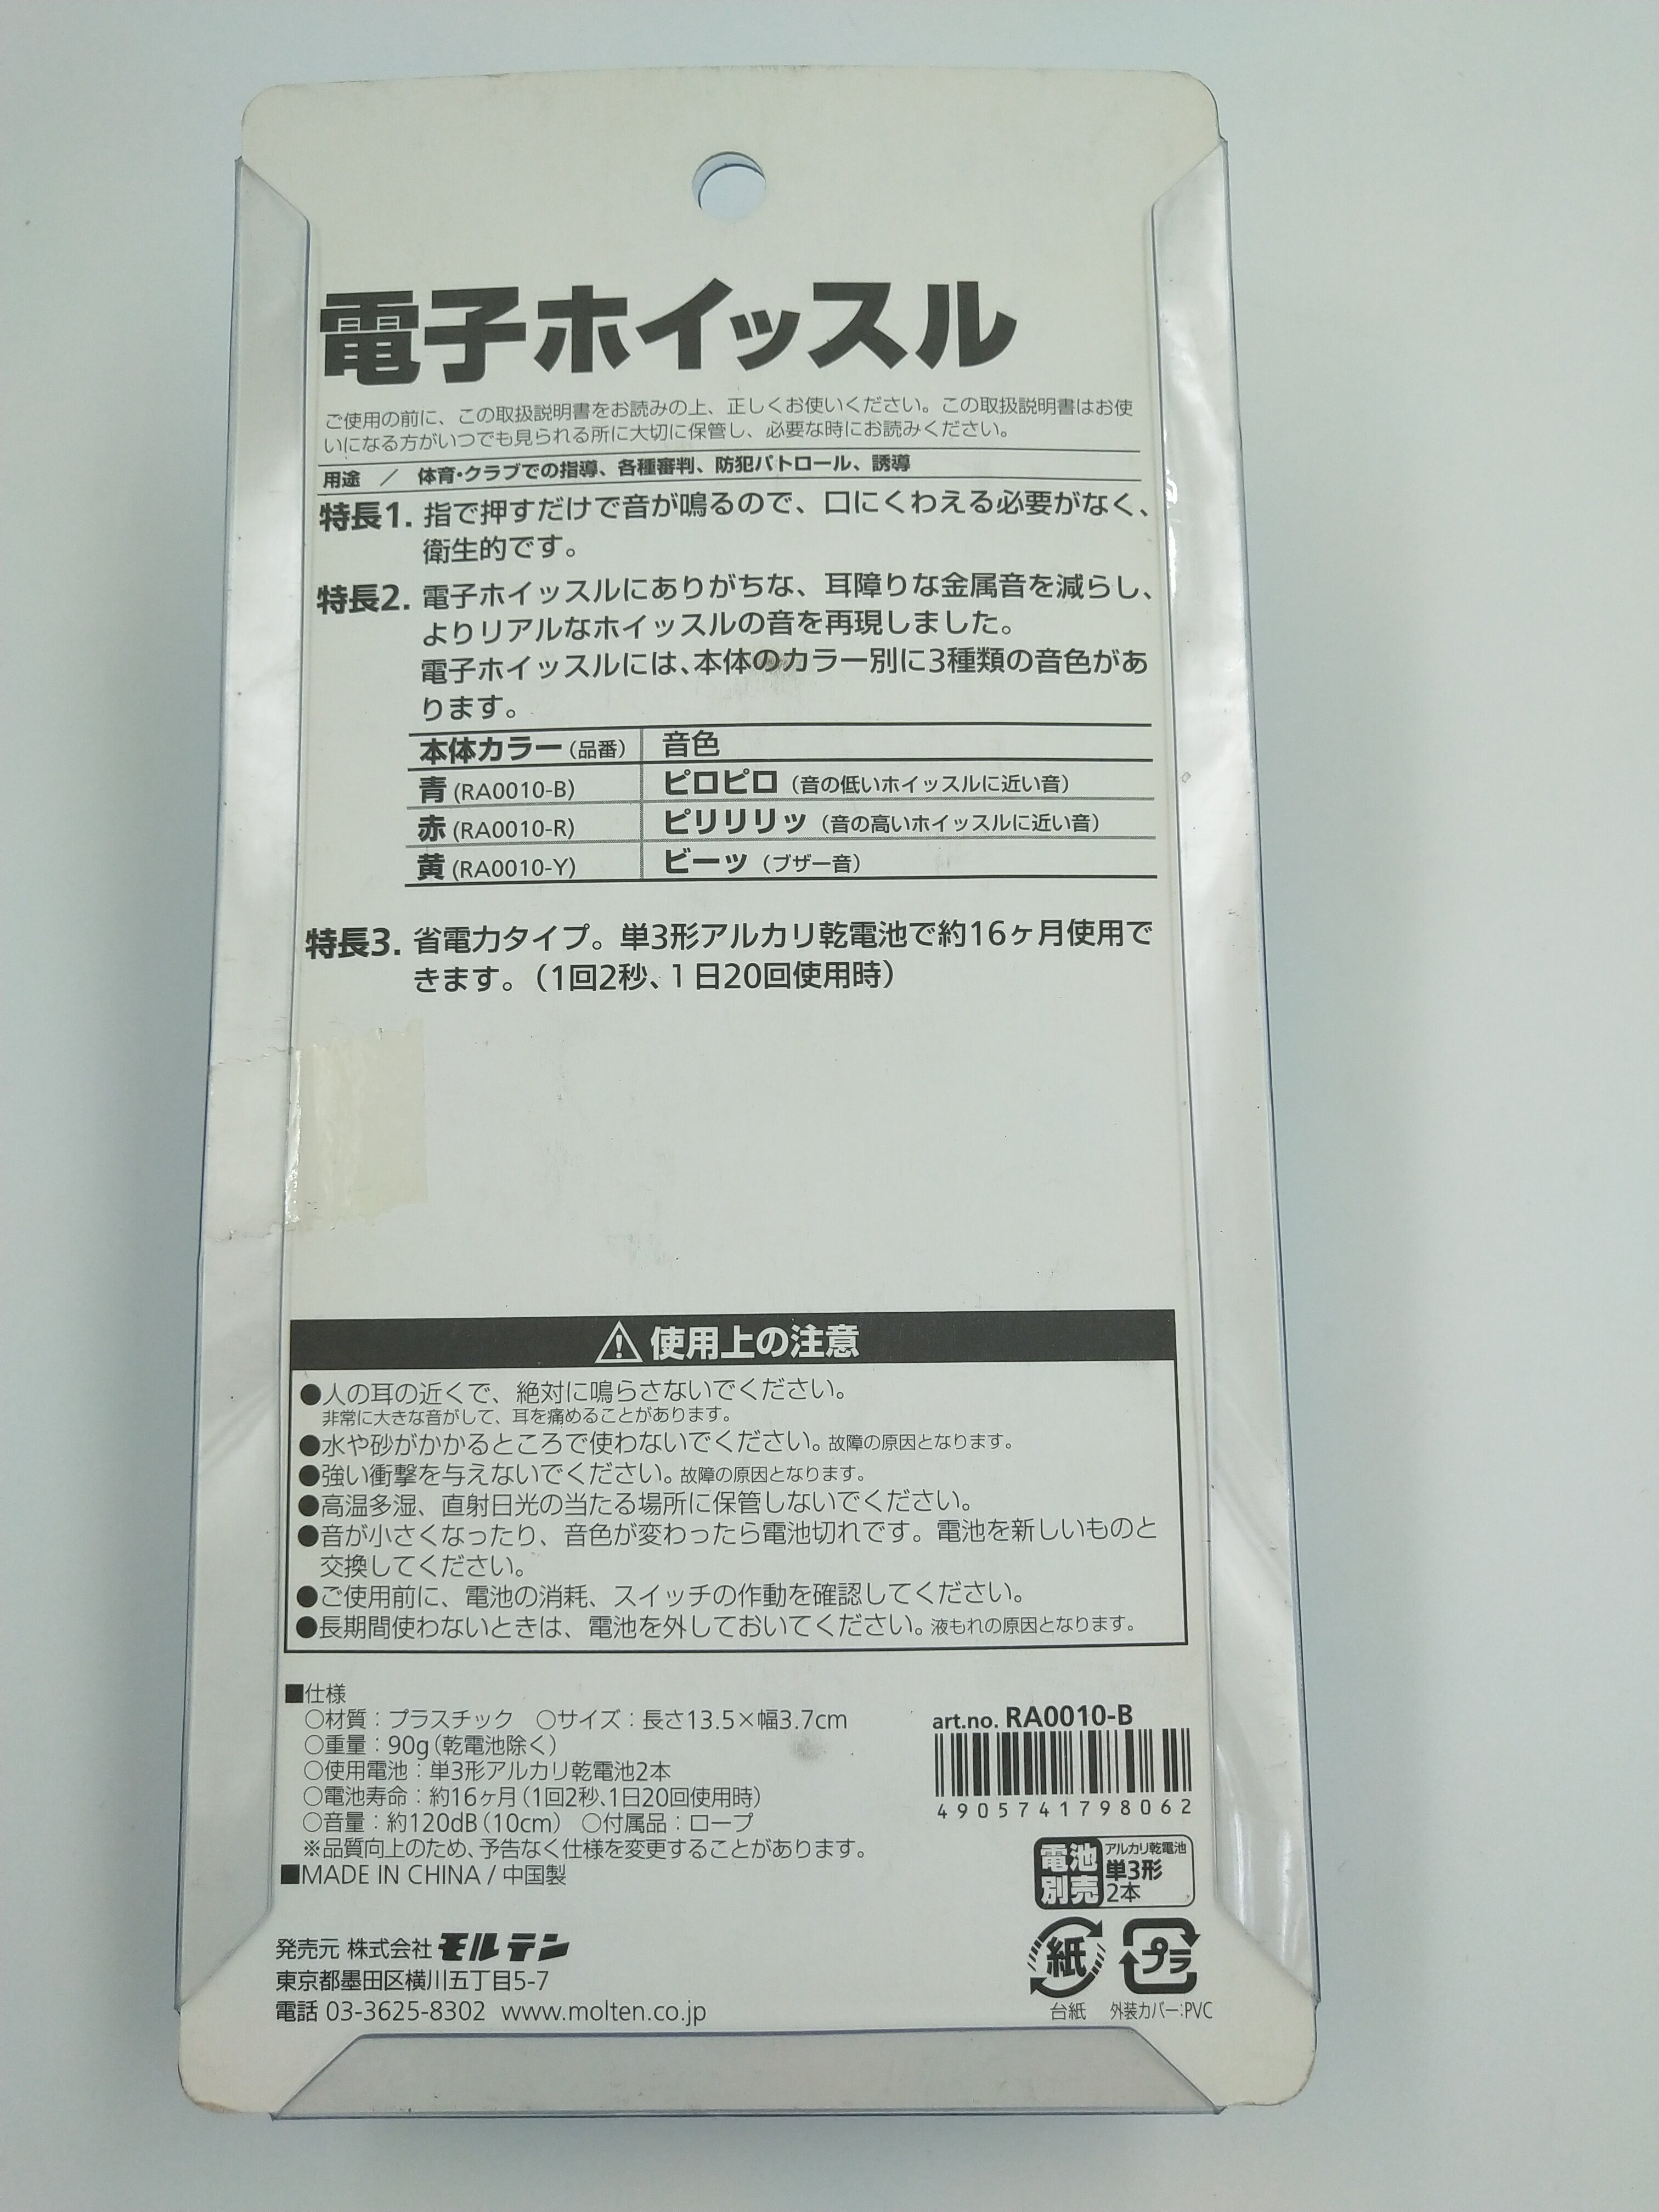 電子ホイッスル
ご使用の前に、この取扱説明書をお読みの上、正しくお使いください。この取扱説明書はお使
いになる方がいつでも見られる所に大切に保管し、必要な時にお読みください。
用途 / 体育・クラブでの指導、各種審判、防犯パトロール、誘導
特長1. 指で押すだけで音が鳴るので、口にくわえる必要がなく、
衛生的です。
特長2. 電子ホイッスルにありがちな、耳障りな金属音を減らし、
よりリアルなホイッスルの音を再現しました。
電子ホイッスルには、本体のカラー別に3種類の音色があ
ります。
本体カラー(品番) 音色
青 (RA0010-B) ピロピロ (音の低いホイッスルに近い音)
赤 (RA0010-R) ピリリリッ (音の高いホイッスルに近い音)
黄 (RA0010-Y) ビーッ (ブザー音)
特長3. 省電力タイプ。単3形アルカリ乾電池で約16ヶ月使用で
きます。(1回2秒、1日20回使用時)
使用上の注意
●人の耳の近くで、絶対に鳴らさないでください。
非常に大きな音がして、耳を痛めることがあります。
●水や砂がかかるところで使わないでください。故障の原因となります。
●強い衝撃を与えないでください。故障の原因となります。
●高温多湿、直射日光の当たる場所に保管しないでください。
●音が小さくなったり、音色が変わったら電池切れです。電池を新しいものと
交換してください。
●ご使用前に、電池の消耗、スイッチの作動を確認してください。
●長期間使わないときは、電池を外しておいてください。液もれの原因となります。
■仕様
○材質：プラスチック ○サイズ：長さ13.5×幅3.7cm
○重量：90g(乾電池除く)
○使用電池：単3形アルカリ乾電池2本
○電池寿命：約16ヶ月(1回2秒、1日20回使用時)
○音量：約120dB(10cm) ○付属品：ロープ
※品質向上のため、予告なく仕様を変更することがあります。
■MADE IN CHINA / 中国製
art.no. RA0010-B
4905741798062
電池
別売
アルカリ乾電池
単3形
2本
発売元 株式会社モルテン
東京都墨田区横川五丁目5-7
電話 03-3625-8302 www.molten.co.jp
紙
台紙
プラ
外装カバー:PVC